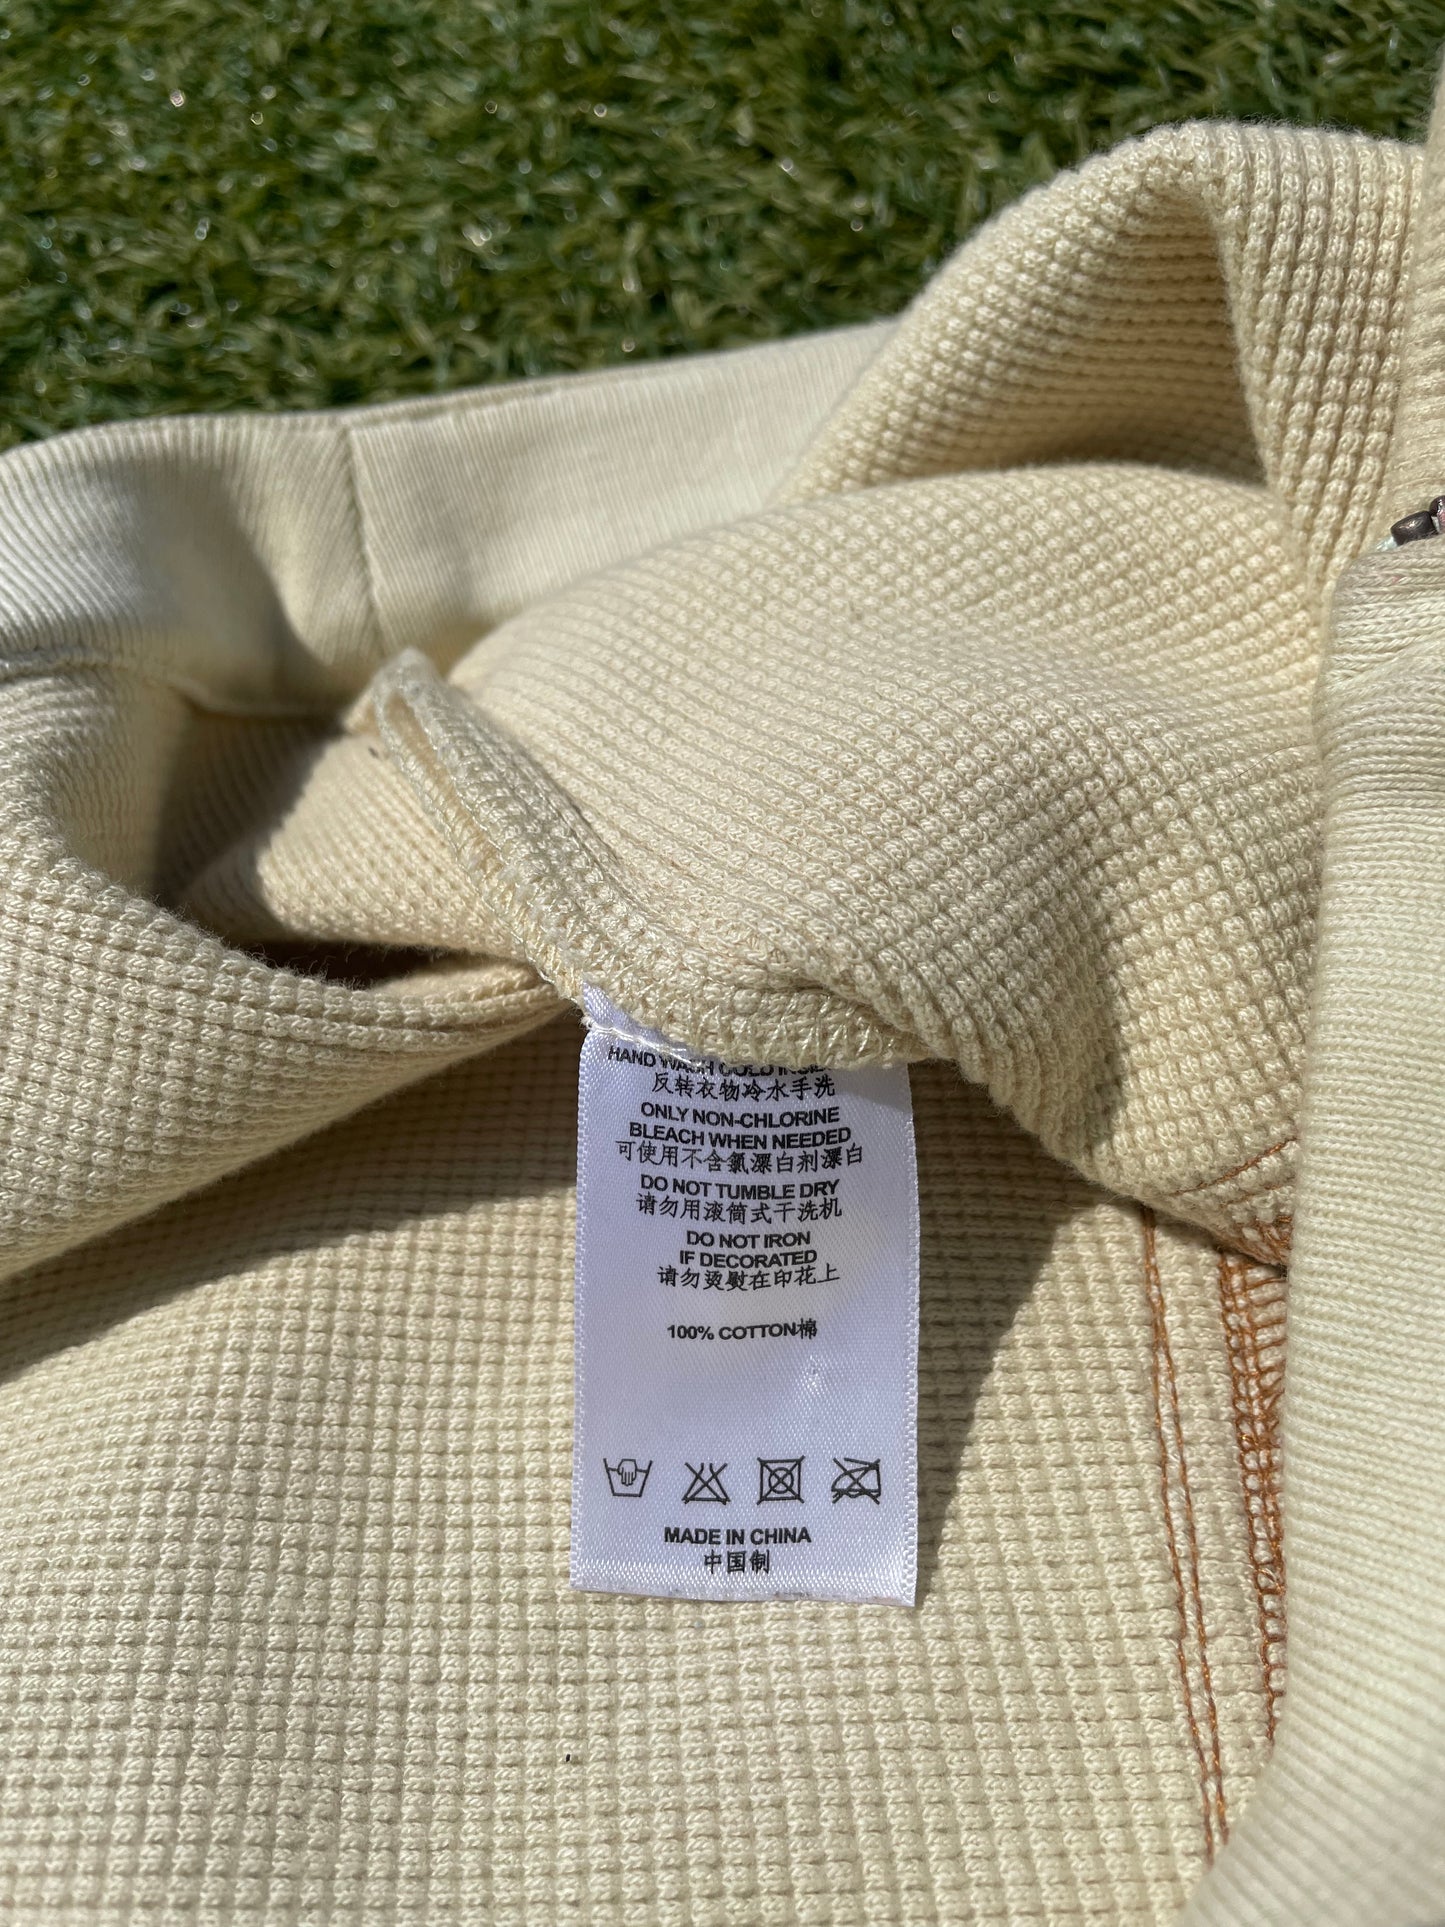 HAND WASH COLD INSIDE
反转衣物冷水手洗
ONLY NON-CHLORINE
BLEACH WHEN NEEDED
可使用不含氯漂白剂漂白
DO NOT TUMBLE DRY
请勿用滚筒式干洗机
DO NOT IRON
IF DECORATED
请勿烫熨在印花上
100% COTTON棉
MADE IN CHINA
中国制